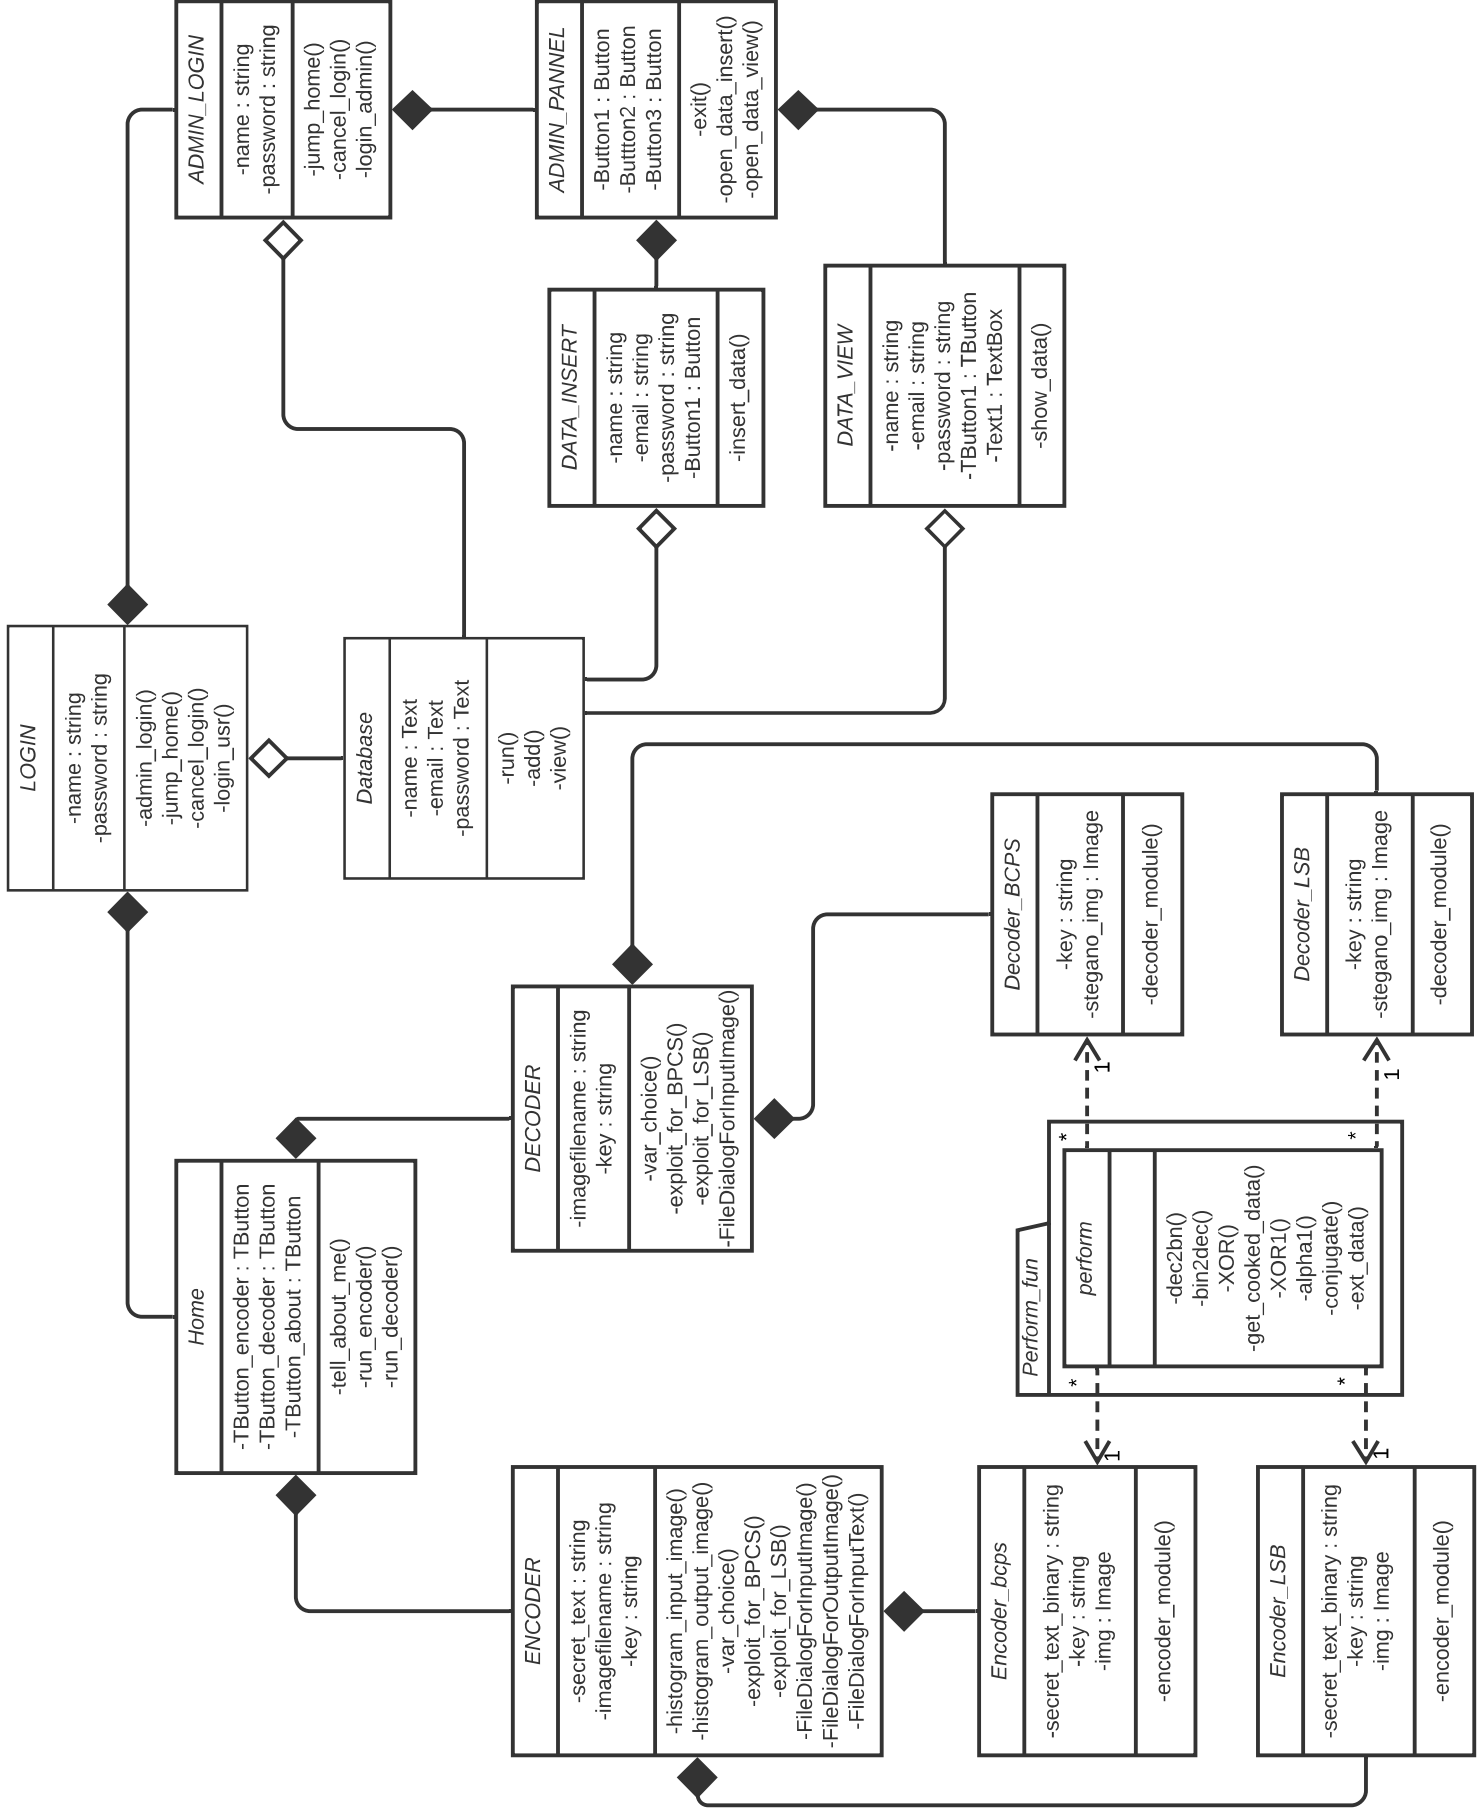 LOGIN
-name : string
-password : string
-admin_login()
-jump_home()
-cancel_login()
-login_usr()
Home
-TButton_encoder : TButton
-TButton_decoder : TButton
-TButton_about : TButton
-tell_about_me()
-run_encoder()
-run_decoder()
ADMIN_LOGIN
-name : string
-password : string
-jump_home()
-cancel_login()
-login_admin()
Database
-name : Text
-email : Text
-password : Text
-run()
-add()
-view()
ENCODER
-secret_text : string
-imagefilename : string
-key : string
-histogram_input_image()
-histogram_output_image()
-var_choice()
-exploit_for_BPCS()
-exploit_for_LSB()
-FileDialogForInputImage()
-FileDialogForOutputImage()
-FileDialogForInputText()
DECODER
-imagefilename : string
-key : string
-var_choice()
-exploit_for_BPCS()
-exploit_for_LSB()
-FileDialogForInputImage()
ADMIN_PANNEL
-Button1 : Button
-Buttton2 : Button
-Button3 : Button
-exit()
-open_data_insert()
-open_data_view()
DATA_INSERT
-name : string
-email : string
-password : string
-Button1 : Button
-insert_data()
DATA_VIEW
-name : string
-email : string
-password : string
-TButton1 : TButton
-Text1 : TextBox
-show_data()
Encoder_bcps
-secret_text_binary : string
-key : string
-img : Image
-encoder_module()
Perform_fun
perform
-dec2bn()
-bin2dec()
-XOR()
-get_cooked_data()
-XOR1()
-alpha1()
-conjugate()
-ext_data()
*
1
*
1
*
1
*
1
Decoder_BCPS
-key : string
-stegano_img : Image
-decoder_module()
Encoder_LSB
-secret_text_binary : string
-key : string
-img : Image
-encoder_module()
Decoder_LSB
-key : string
-stegano_img : Image
-decoder_module()